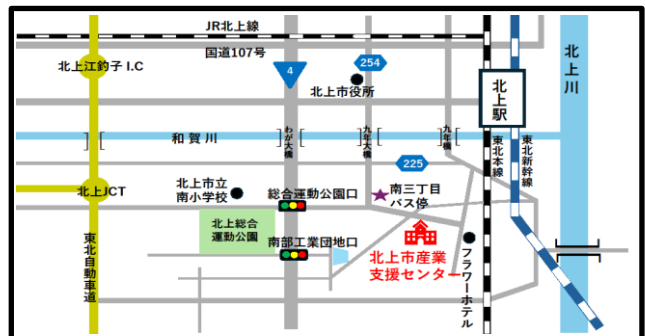 JR北上線
国道107号
北上江釣子 I.C
4
254
北上市役所
北上駅
北上川
和賀川
わが大橋
九年大橋
九年橋
東北本線
東北新幹線
225
北上JCT
北上市立
南小学校
総合運動公園口
南三丁目
バス停
北上総合
運動公園
南部工業団地口
北上市産業
支援センター
フラワーホテル
東北自動車道